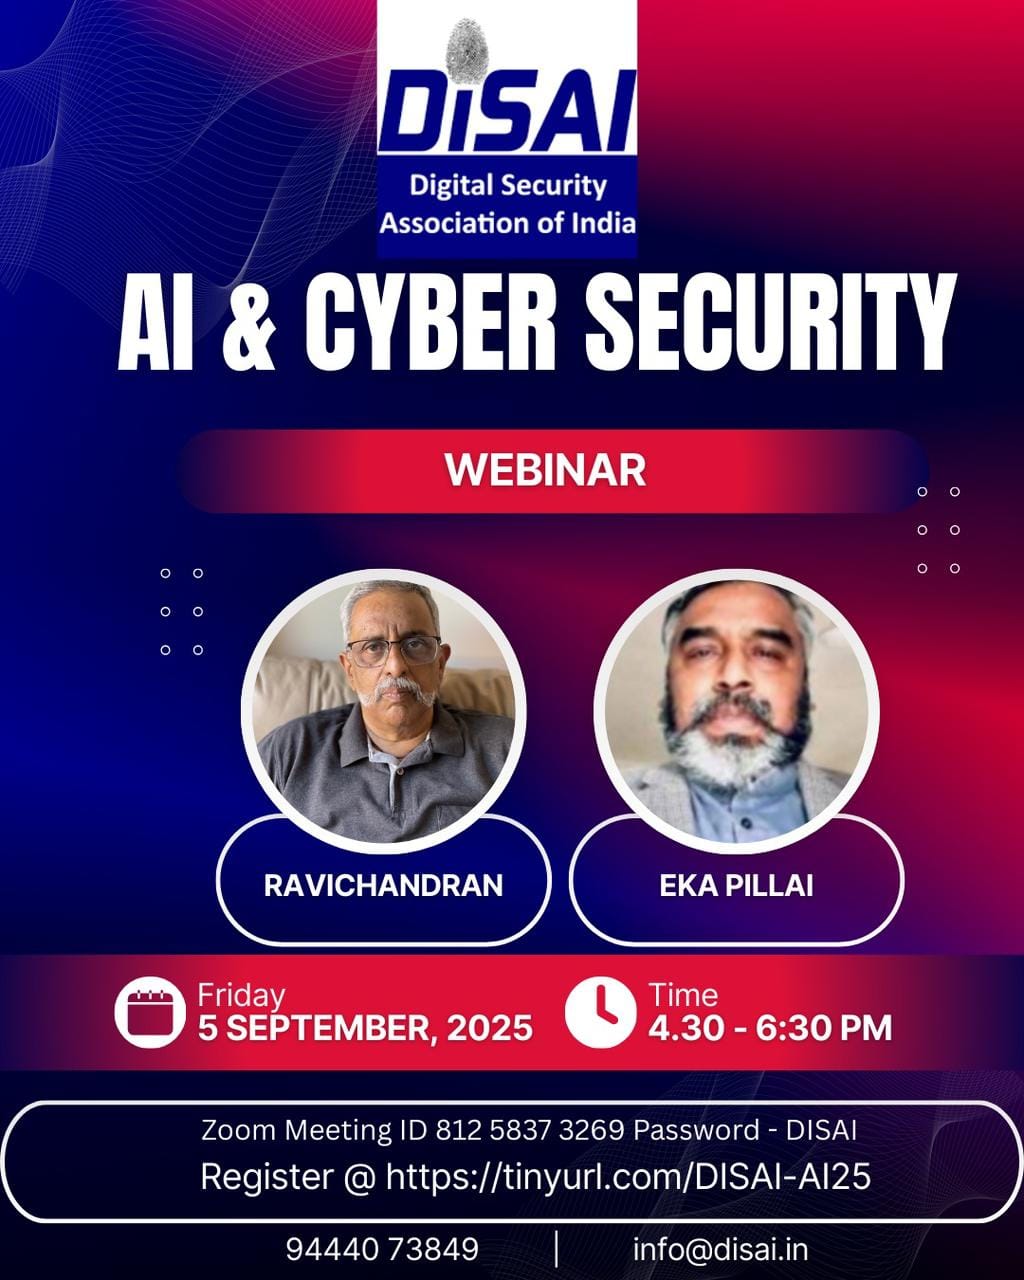 DiSAI
Digital Security
Association of India
AI & CYBER SECURITY
WEBINAR
RAVICHANDRAN
EKA PILLAI
Friday
5 SEPTEMBER, 2025
Time
4.30 - 6:30 PM
Zoom Meeting ID 812 5837 3269 Password - DISAI
Register @ https://tinyurl.com/DISAI-AI25
94440 73849 | info@disai.in